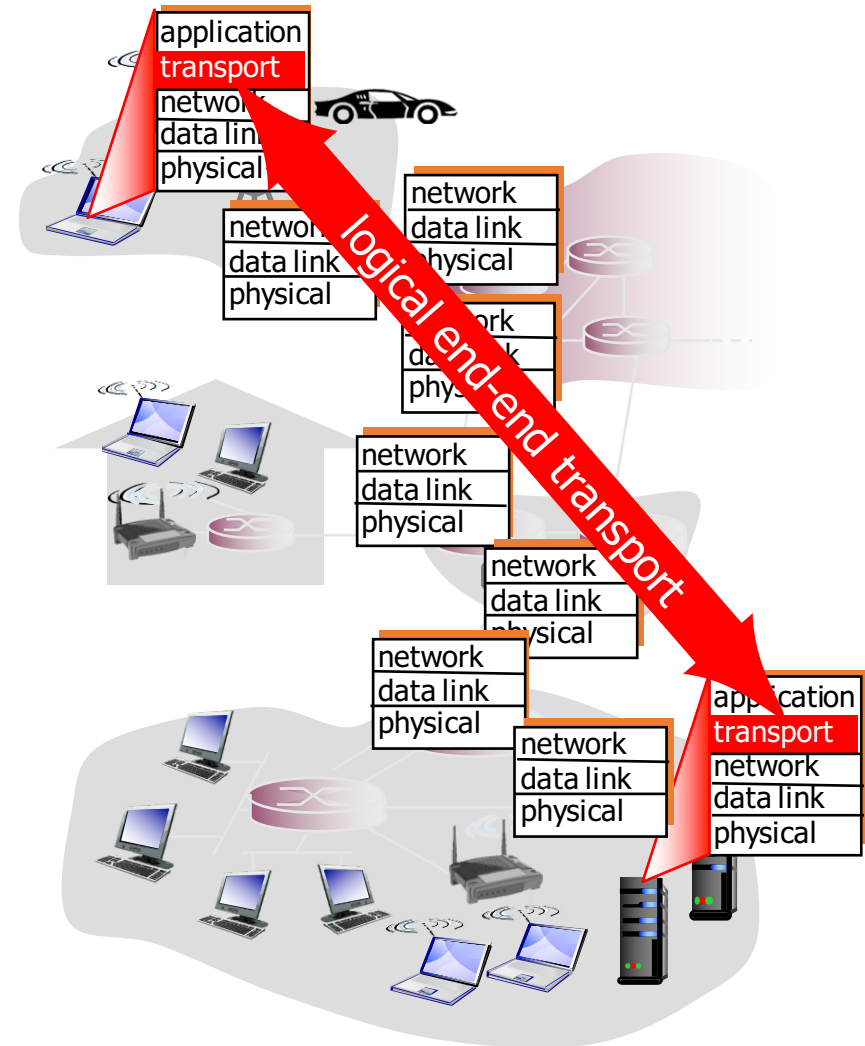 application
transport
network
data link
physical
network
data link
physical
network
data link
physical
logical end-end transport
network
data link
physical
network
data link
physical
network
data link
physical
network
data link
physical
network
data link
physical
application
transport
network
data link
physical